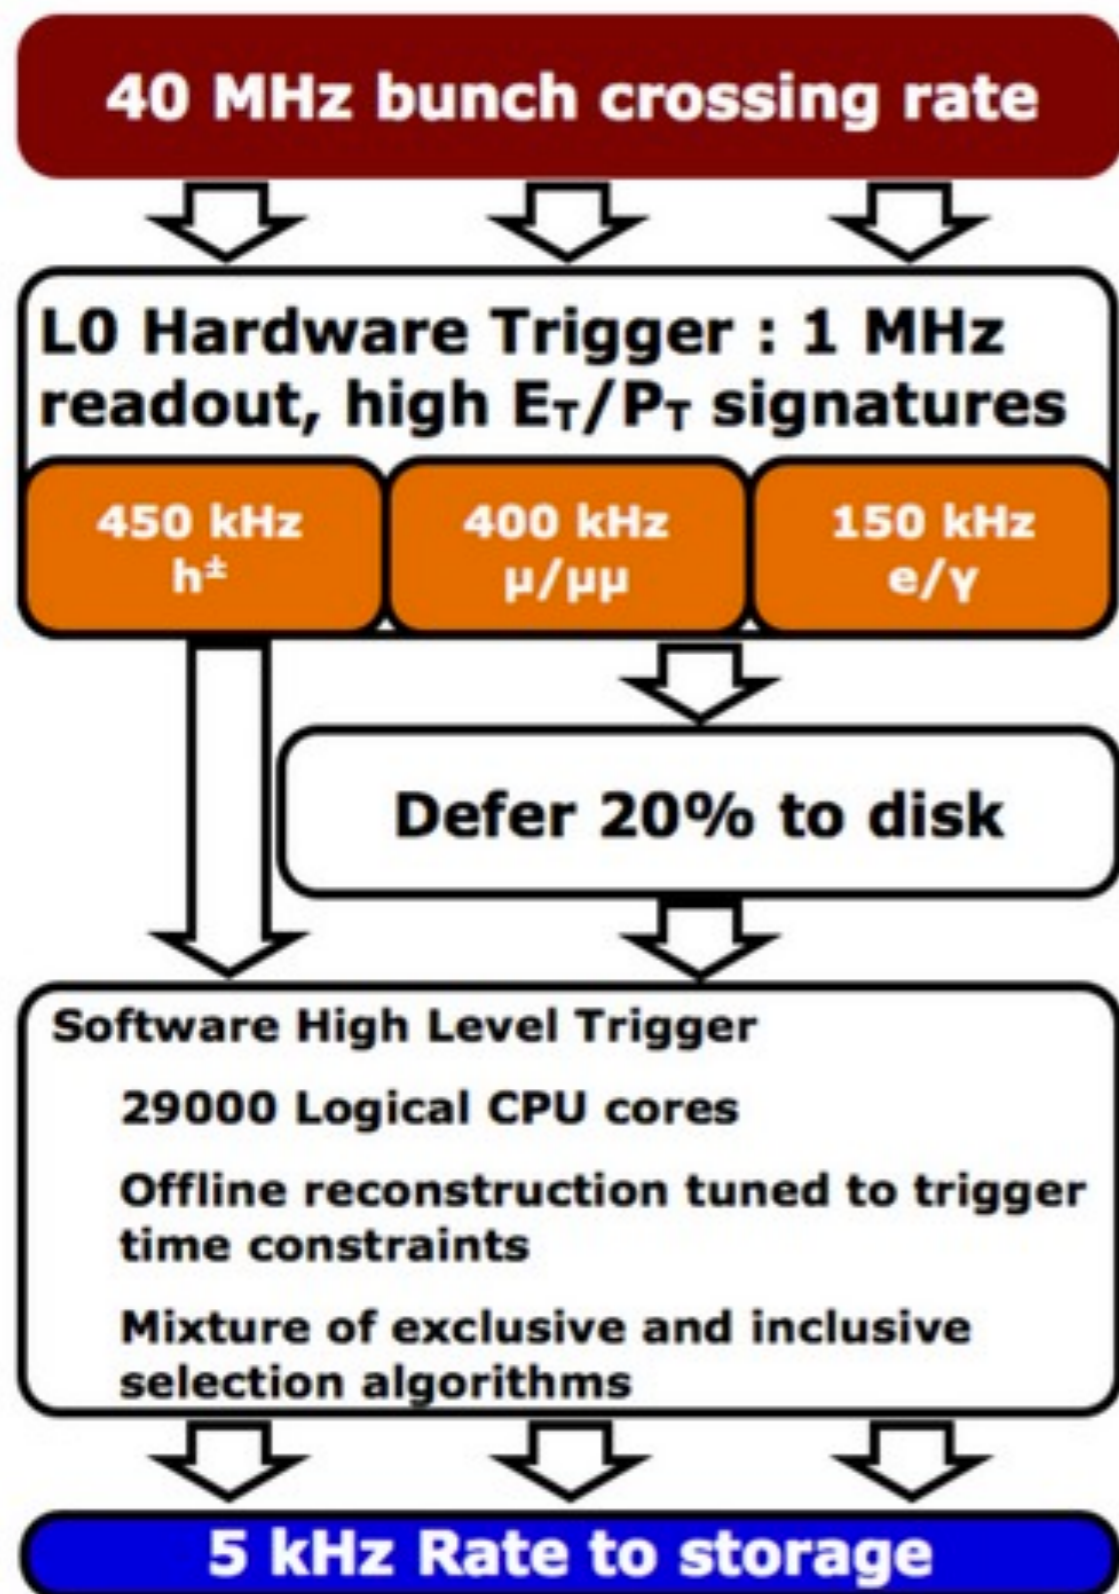 40 MHz bunch crossing rate
L0 Hardware Trigger : 1 MHz
readout, high E_T/P_T signatures
450 kHz
h±
400 kHz
μ/μμ
150 kHz
e/γ
Defer 20% to disk
Software High Level Trigger
29000 Logical CPU cores
Offline reconstruction tuned to trigger
time constraints
Mixture of exclusive and inclusive
selection algorithms
5 kHz Rate to storage